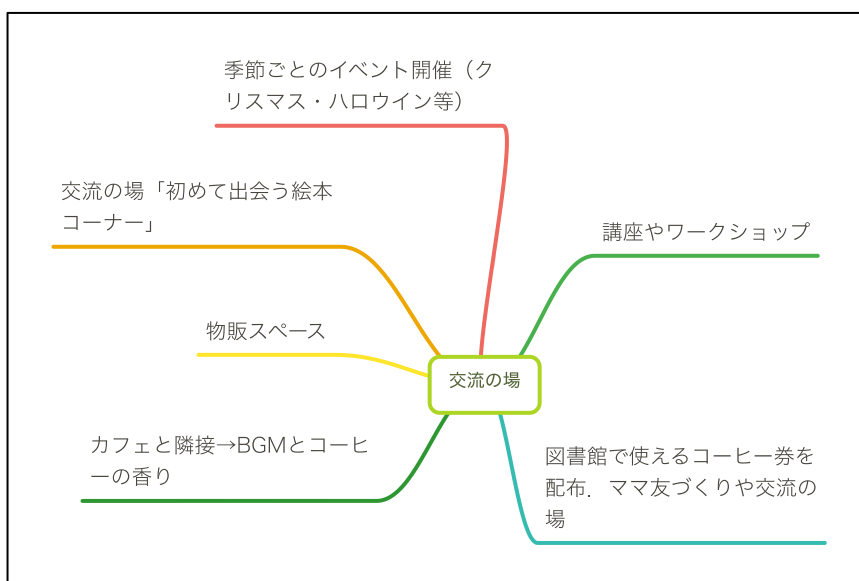 季節ごとのイベント開催（ク
リスマス・ハロウイン等）
交流の場「初めて出会う絵本
コーナー」
講座やワークショップ
物販スペース
交流の場
カフェと隣接→BGMとコーヒ
ーの香り
図書館で使えるコーヒー券を
配布．ママ友づくりや交流の
場